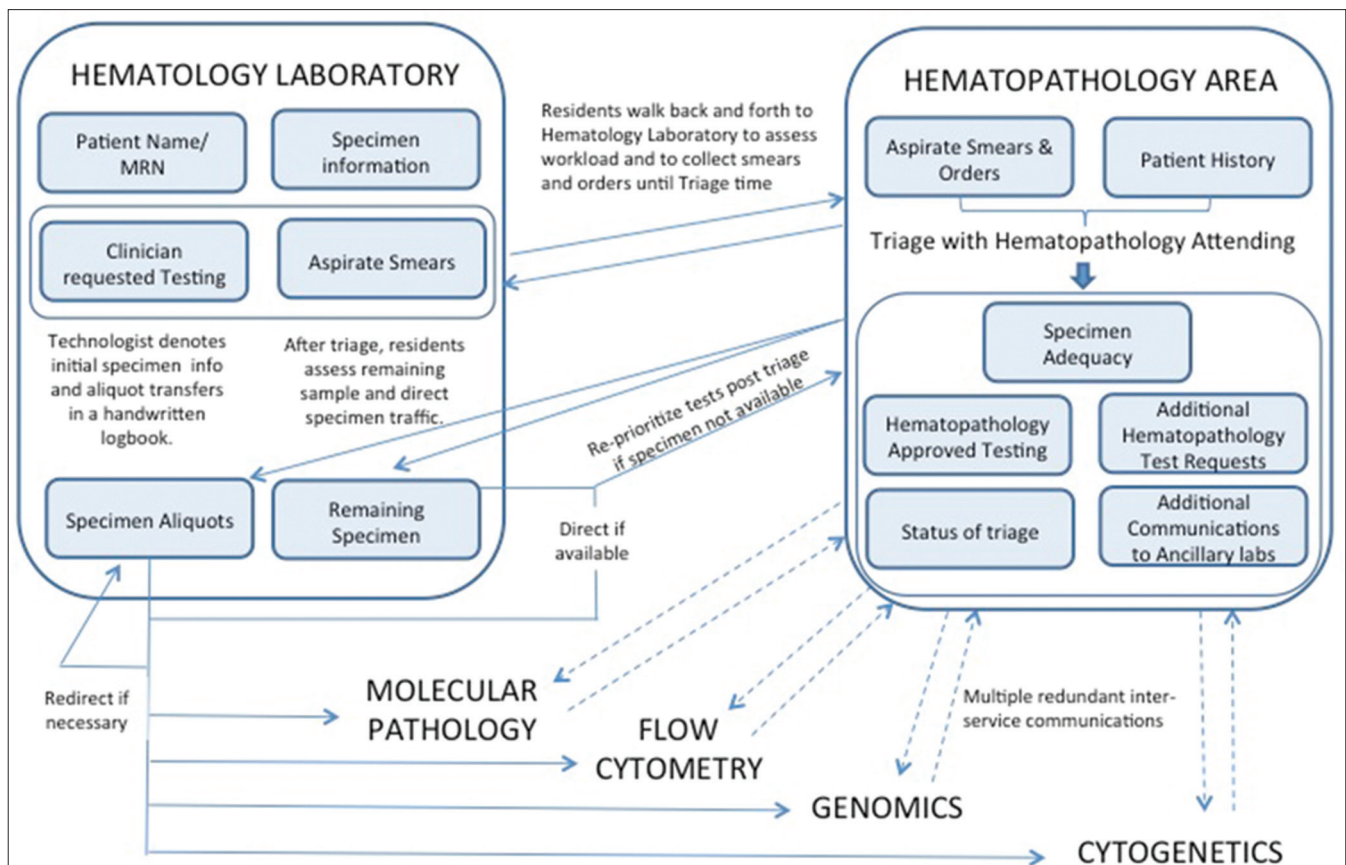 HEMATOLOGY LABORATORY
Patient Name/
MRN
Specimen
information
Clinician
requested Testing
Aspirate Smears
Technologist denotes
initial specimen info
and aliquot transfers
in a handwritten
logbook.
After triage, residents
assess remaining
sample and direct
specimen traffic.
Specimen Aliquots
Remaining
Specimen
Residents walk back and forth to
Hematology Laboratory to assess
workload and to collect smears
and orders until Triage time
Re-prioritize tests post triage
if specimen not available
Direct if
available
HEMATOPATHOLOGY AREA
Aspirate Smears &
Orders
Patient History
Triage with Hematopathology Attending
Specimen
Adequacy
Hematopathology
Approved Testing
Additional
Hematopathology
Test Requests
Status of triage
Additional
Communications
to Ancillary labs
Redirect if
necessary
MOLECULAR
PATHOLOGY
FLOW
CYTOMETRY
Multiple redundant inter-
service communications
GENOMICS
CYTOGENETICS